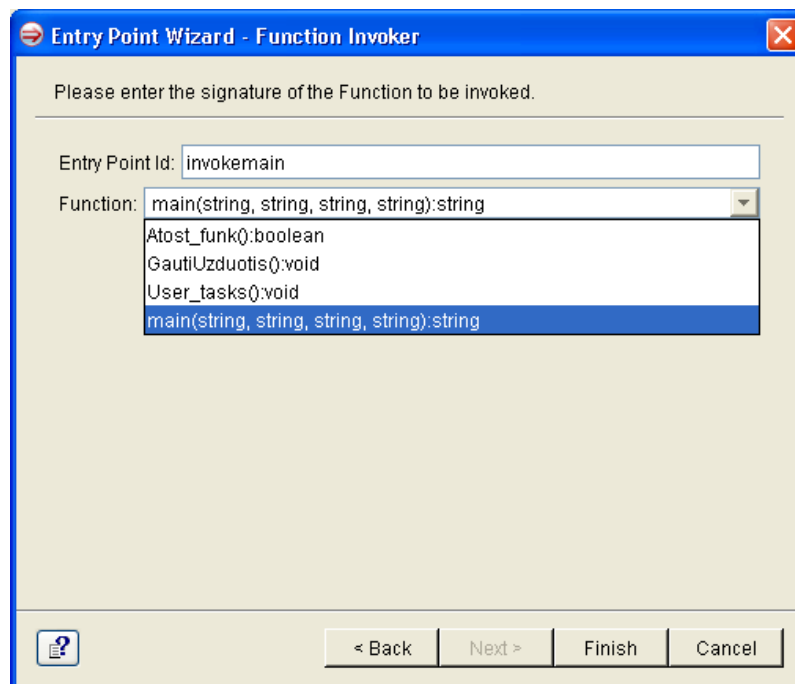 Entry Point Wizard - Function Invoker
Please enter the signature of the Function to be invoked.
Entry Point Id: invokemain
Function: main(string, string, string, string):string
Atost_funk():boolean
GautiUzduotis():void
User_tasks():void
main(string, string, string, string):string
? < Back Next > Finish Cancel